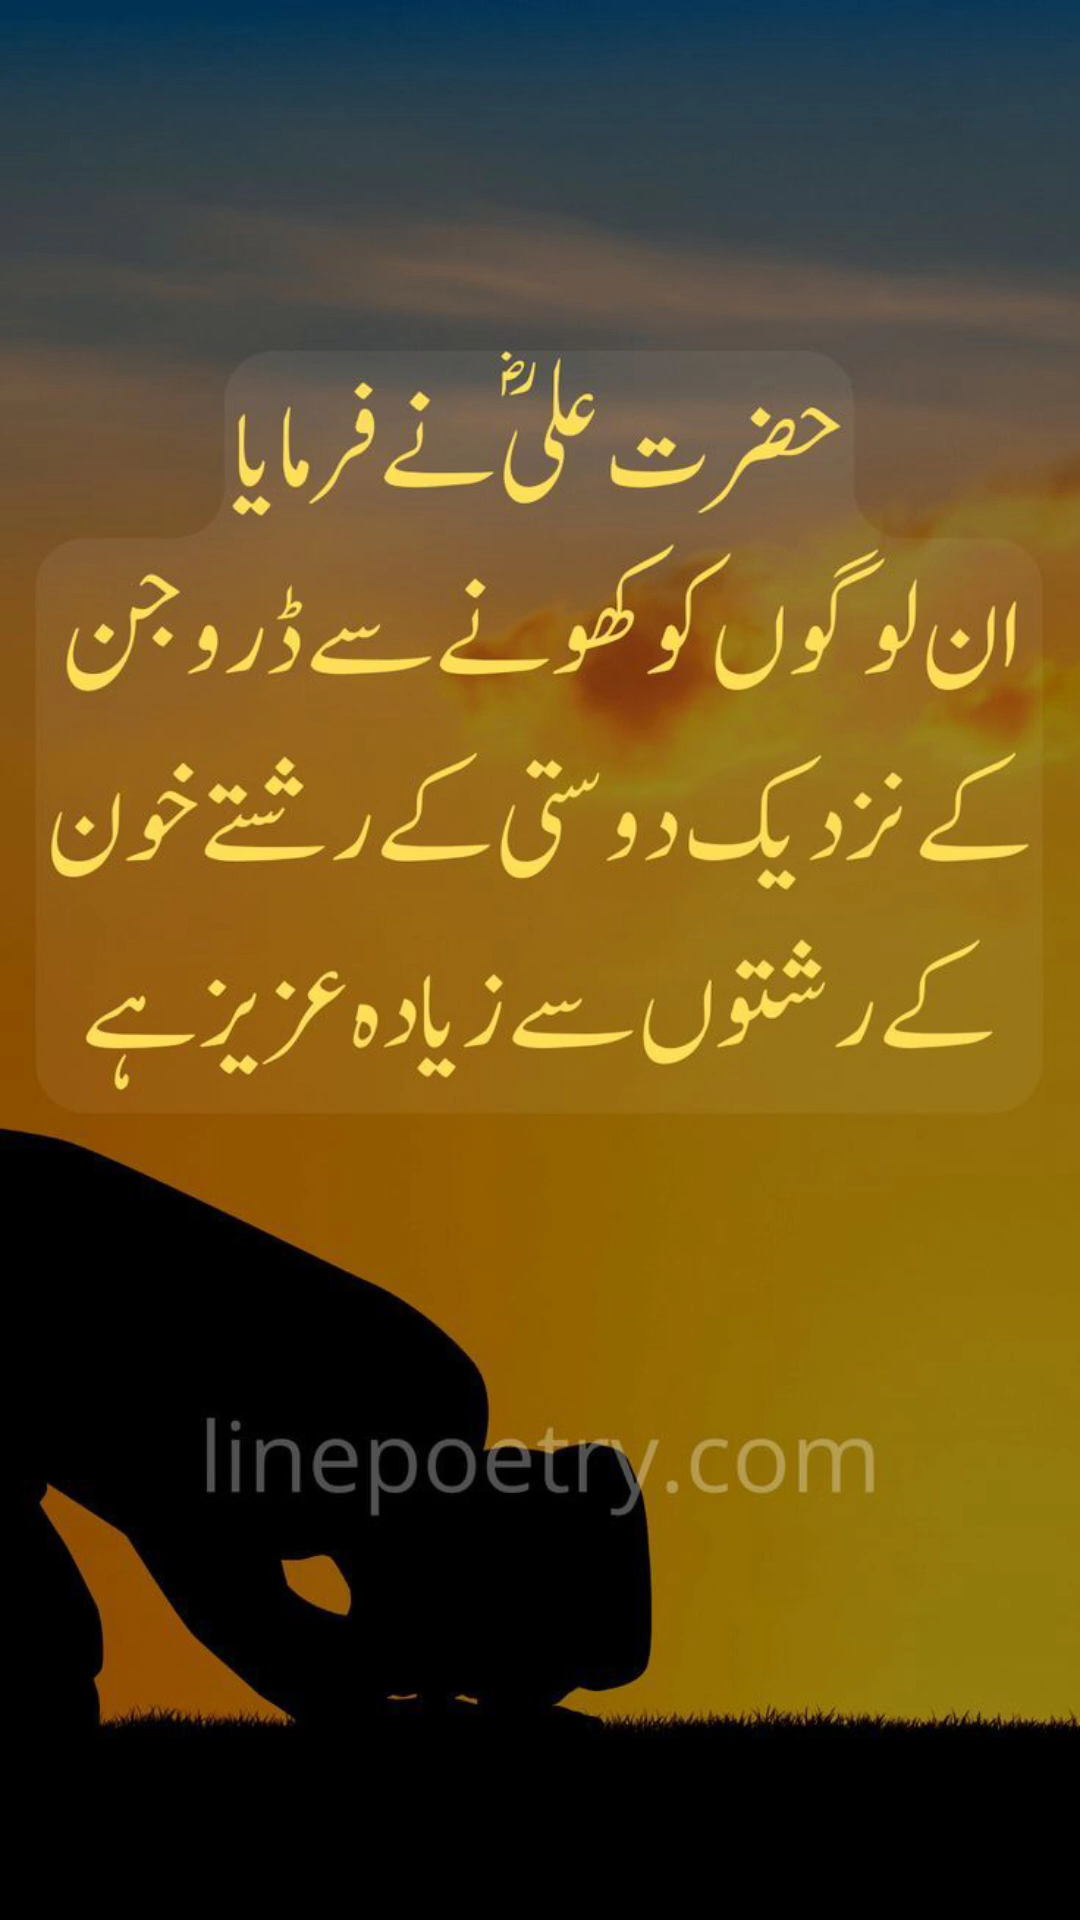 حضرت علیؓ نے فرمایا
ان لوگوں کو کھونے سے ڈرو جن
کے نزدیک دوستی کے رشتے خون
کے رشتوں سے زیادہ عزیز ہے
linepoetry.com